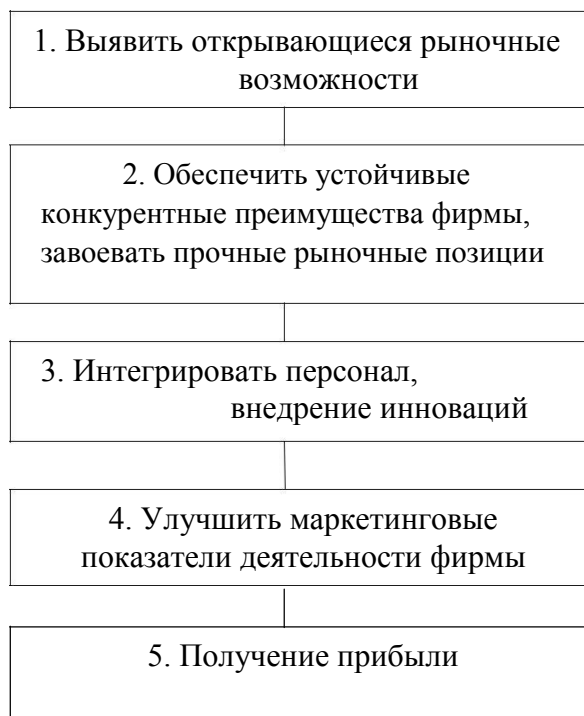 1. Выявить открывающиеся рыночные
возможности
2. Обеспечить устойчивые
конкурентные преимущества фирмы,
завоевать прочные рыночные позиции
3. Интегрировать персонал,
внедрение инноваций
4. Улучшить маркетинговые
показатели деятельности фирмы
5. Получение прибыли